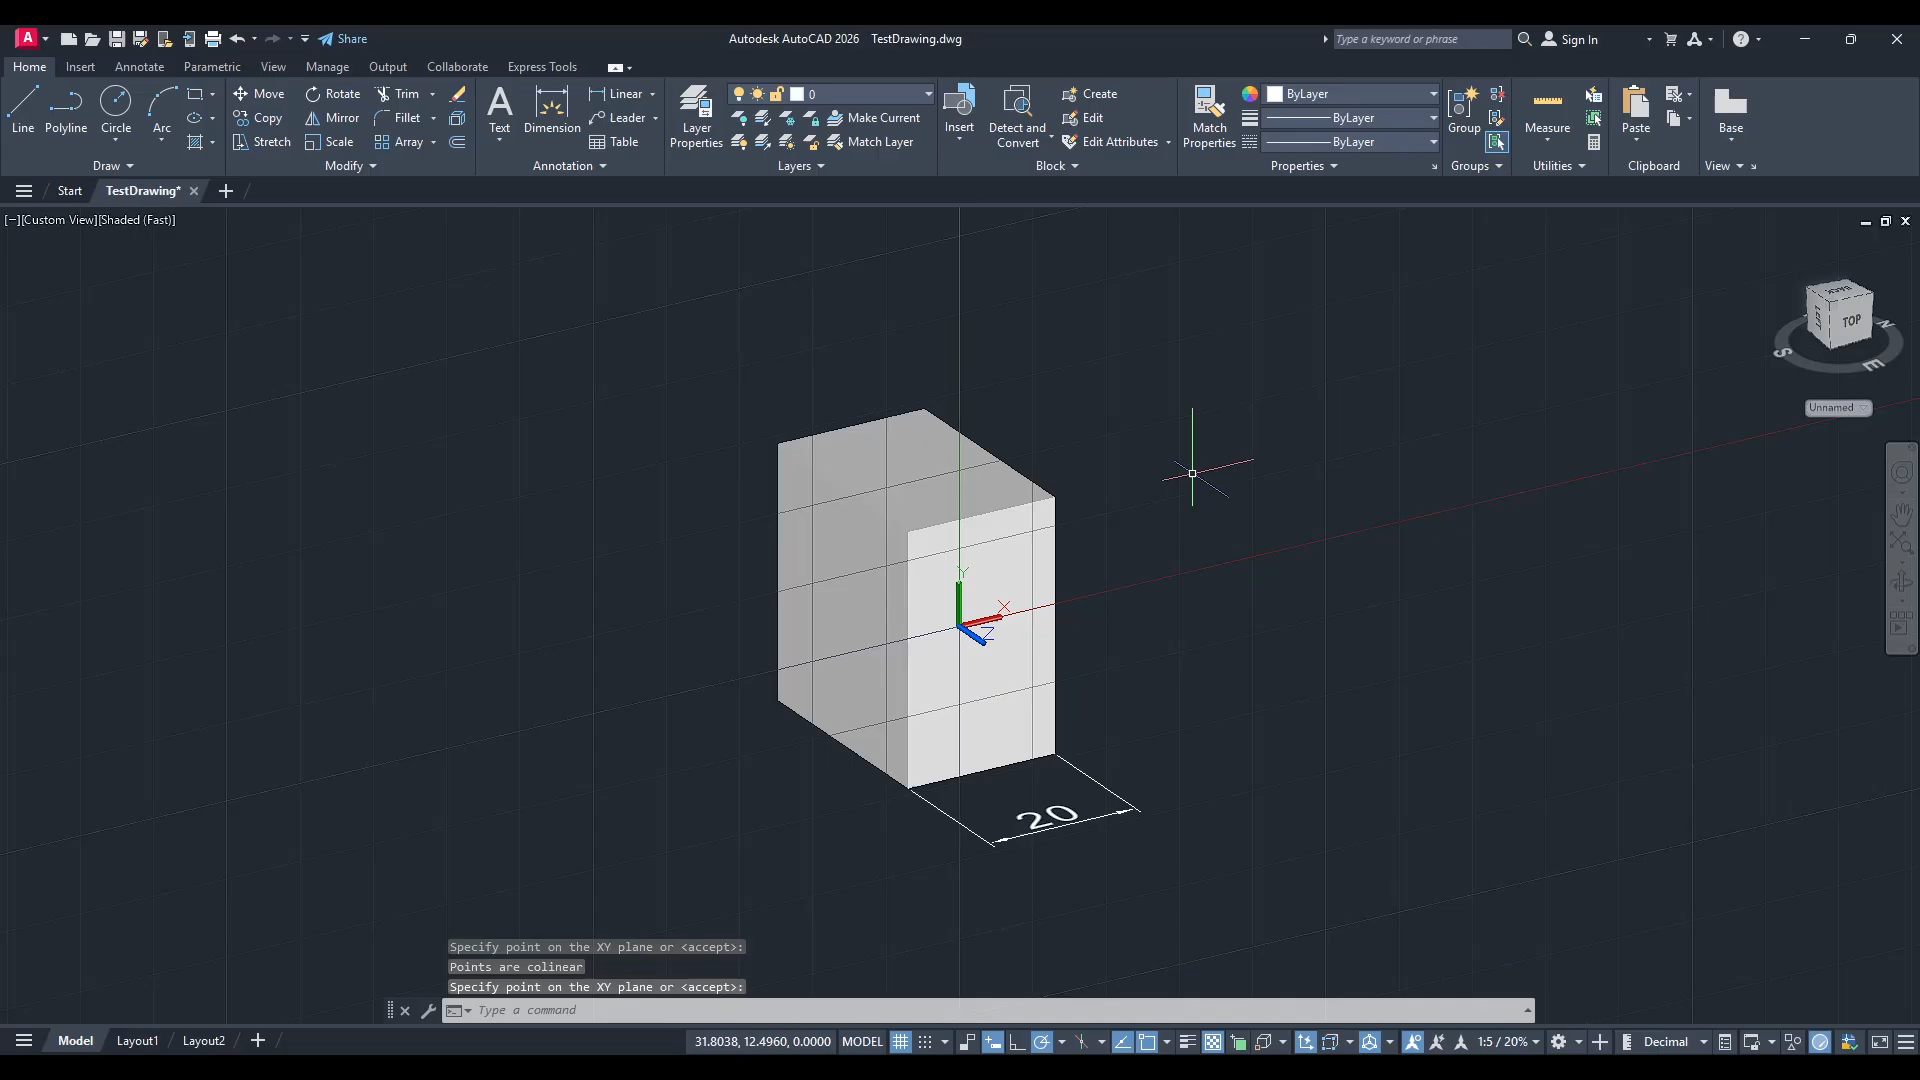 A Share Autodesk AutoCAD 2026 TestDrawing.dwg Type a keyword or phrase Sign In
Home Insert Annotate Parametric View Manage Output Collaborate Express Tools
Line Polyline Circle Arc
Move Rotate Trim
Copy Mirror Fillet
Stretch Scale Array
Text Dimension
Linear
Leader
Table
Layer Properties
0
Make Current
Match Layer
Insert
Detect and Convert
Create
Edit
Edit Attributes
Match Properties
ByLayer
ByLayer
ByLayer
Group
Measure
Paste
Base
Draw Modify Annotation Layers Block Properties Groups Utilities Clipboard View
Start TestDrawing*
[−][Custom View][Shaded (Fast)]
BACK
LEFT
TOP
N
S
E
Unnamed
Y
X
Z
20
Specify point on the XY plane or <accept>:
Points are colinear
Specify point on the XY plane or <accept>:
Type a command
Model Layout1 Layout2 31.8038, 12.4960, 0.0000 MODEL 1:5 / 20% Decimal